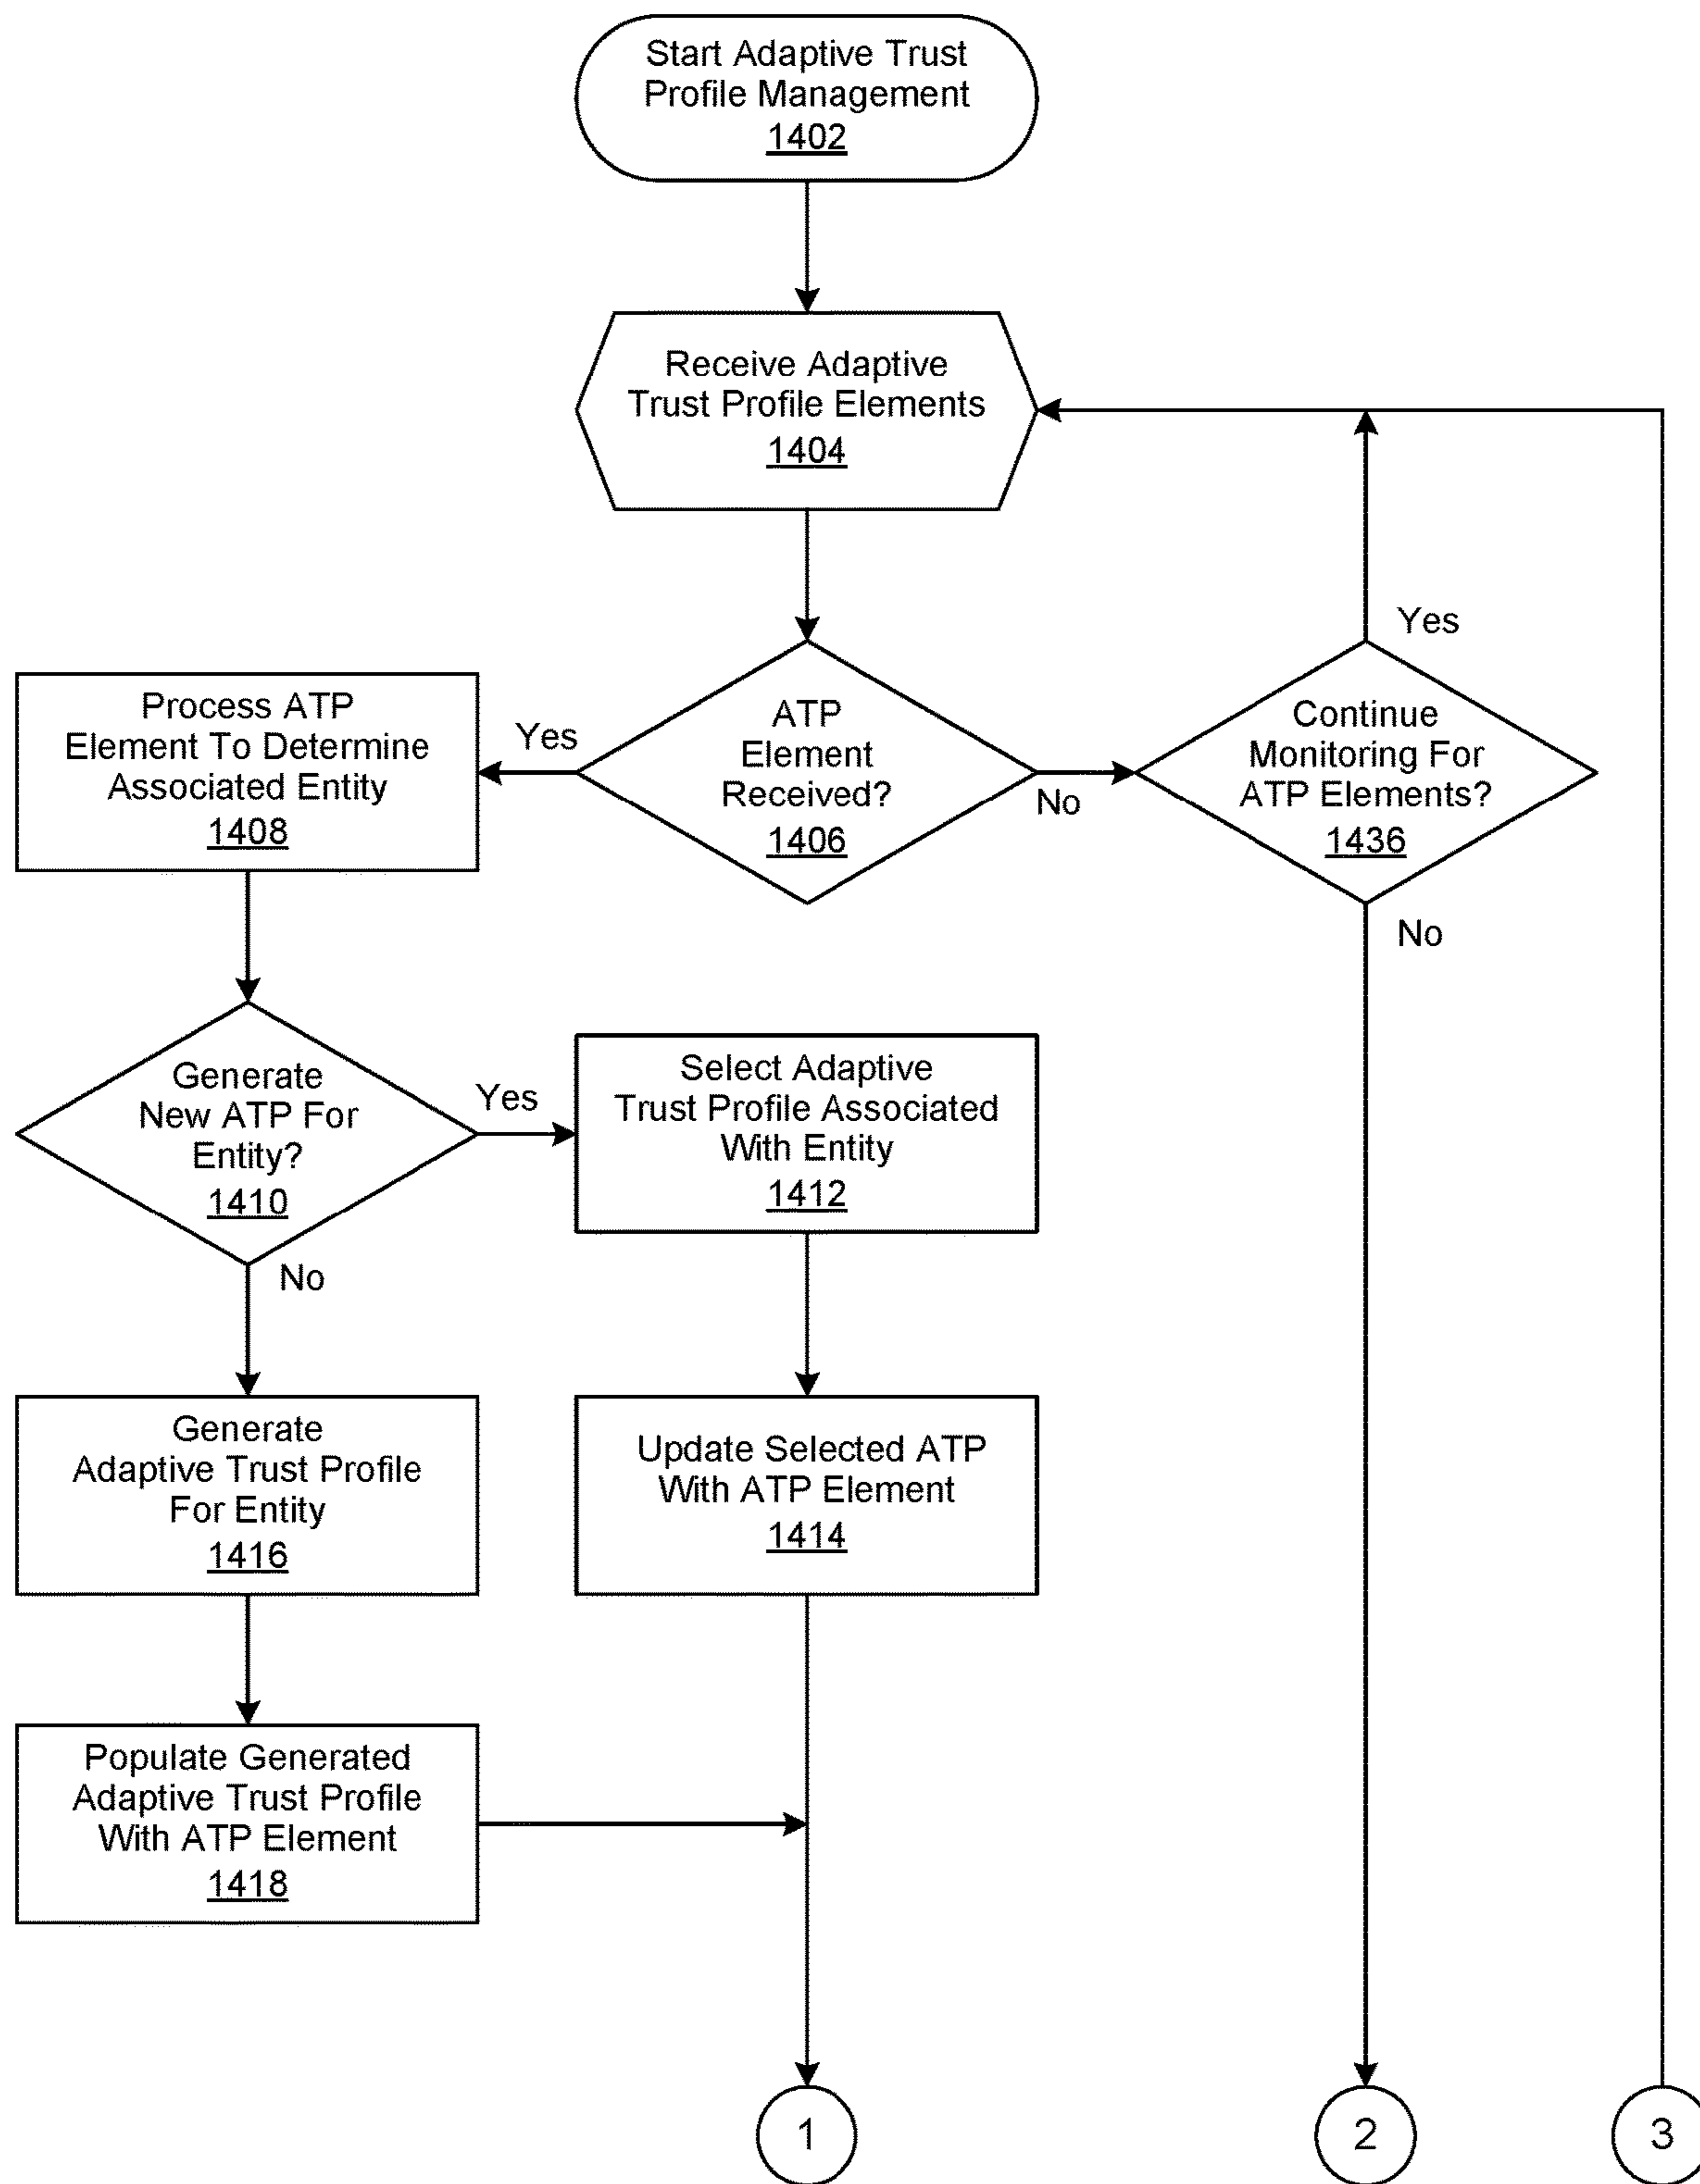 Start Adaptive Trust
Profile Management
1402
Receive Adaptive
Trust Profile Elements
1404
Yes
Process ATP
Element To Determine
Associated Entity
1408
Yes
ATP
Element
Received?
1406
No
Continue
Monitoring For
ATP Elements?
1436
No
Generate
New ATP For
Entity?
1410
Yes
No
Select Adaptive
Trust Profile Associated
With Entity
1412
Generate
Adaptive Trust Profile
For Entity
1416
Update Selected ATP
With ATP Element
1414
Populate Generated
Adaptive Trust Profile
With ATP Element
1418
1
2
3